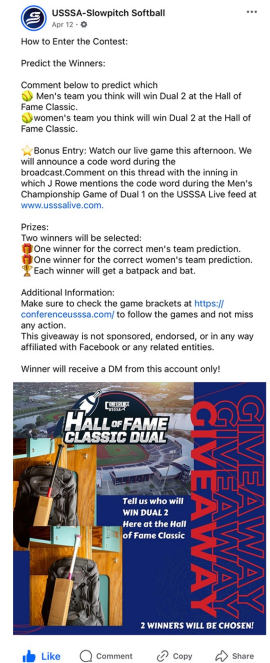 USSSA-Slowpitch Softball
Apr 12 ·
How to Enter the Contest:
Predict the Winners:
Comment below to predict which
🥎 Men's team you think will win Dual 2 at the Hall of
Fame Classic.
🥎women's team you think will win Dual 2 at the Hall of
Fame Classic.
⭐Bonus Entry: Watch our live game this afternoon. We
will announce a code word during the
broadcast.Comment on this thread with the inning in
which J Rowe mentions the code word during the Men's
Championship Game of Dual 1 on the USSSA Live feed at
www.usssalive.com.
Prizes:
Two winners will be selected:
🎁One winner for the correct men's team prediction.
🎁One winner for the correct women's team prediction.
🏆Each winner will get a batpack and bat.
Additional Information:
Make sure to check the game brackets at https://
conferenceusssa.com/ to follow the games and not miss
any action.
This giveaway is not sponsored, endorsed, or in any way
affiliated with Facebook or any related entities.
Winner will receive a DM from this account only!
CONFERENCE
USSSA
HALL OF FAME
CLASSIC DUAL
GIVEAWAY
GIVEAWAY
Tell us who will
WIN DUAL 2
Here at the Hall
of Fame Classic
2 WINNERS WILL BE CHOSEN!
Like
Comment
Copy
Share